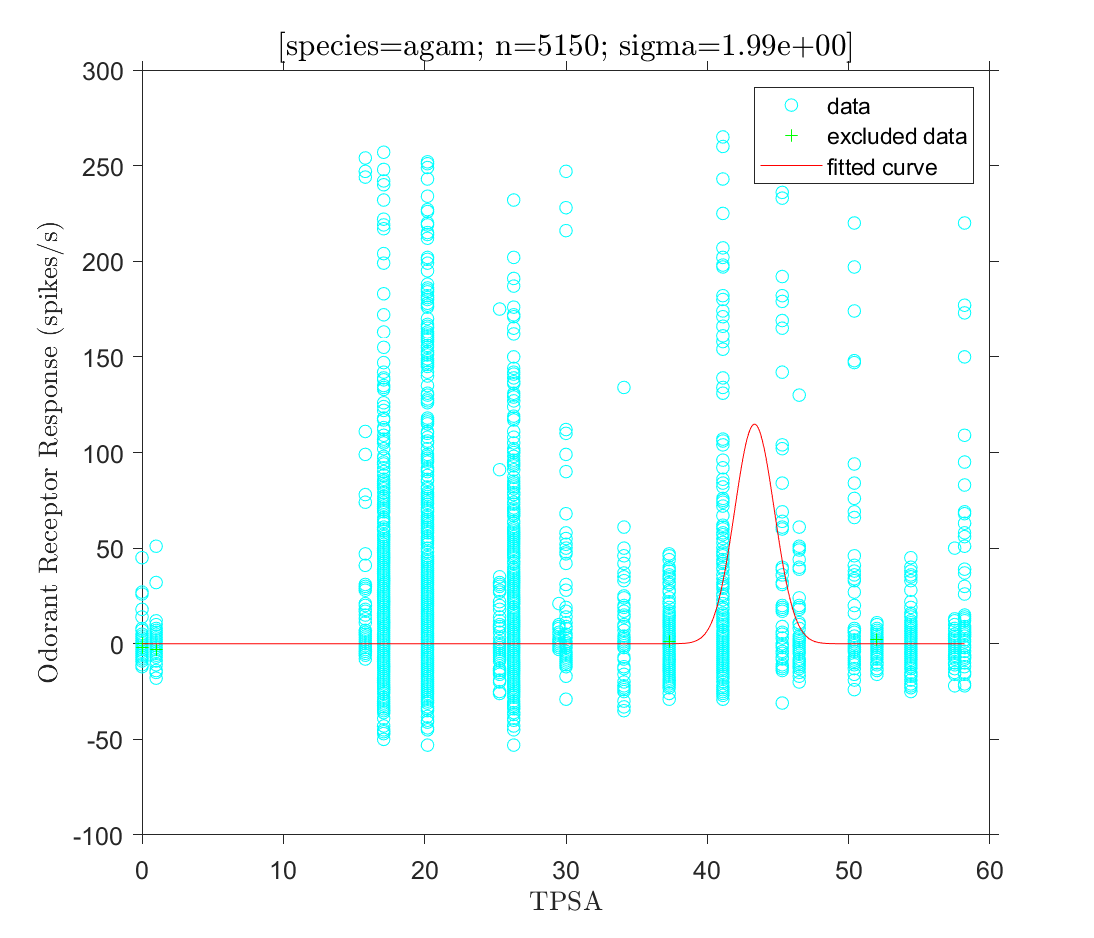 [species=agam; n=5150; sigma=1.99e+00]
300
250
200
150
100
50
0
-50
-100
Odorant Receptor Response (spikes/s)
data
excluded data
fitted curve
0 10 20 30 40 50 60
TPSA